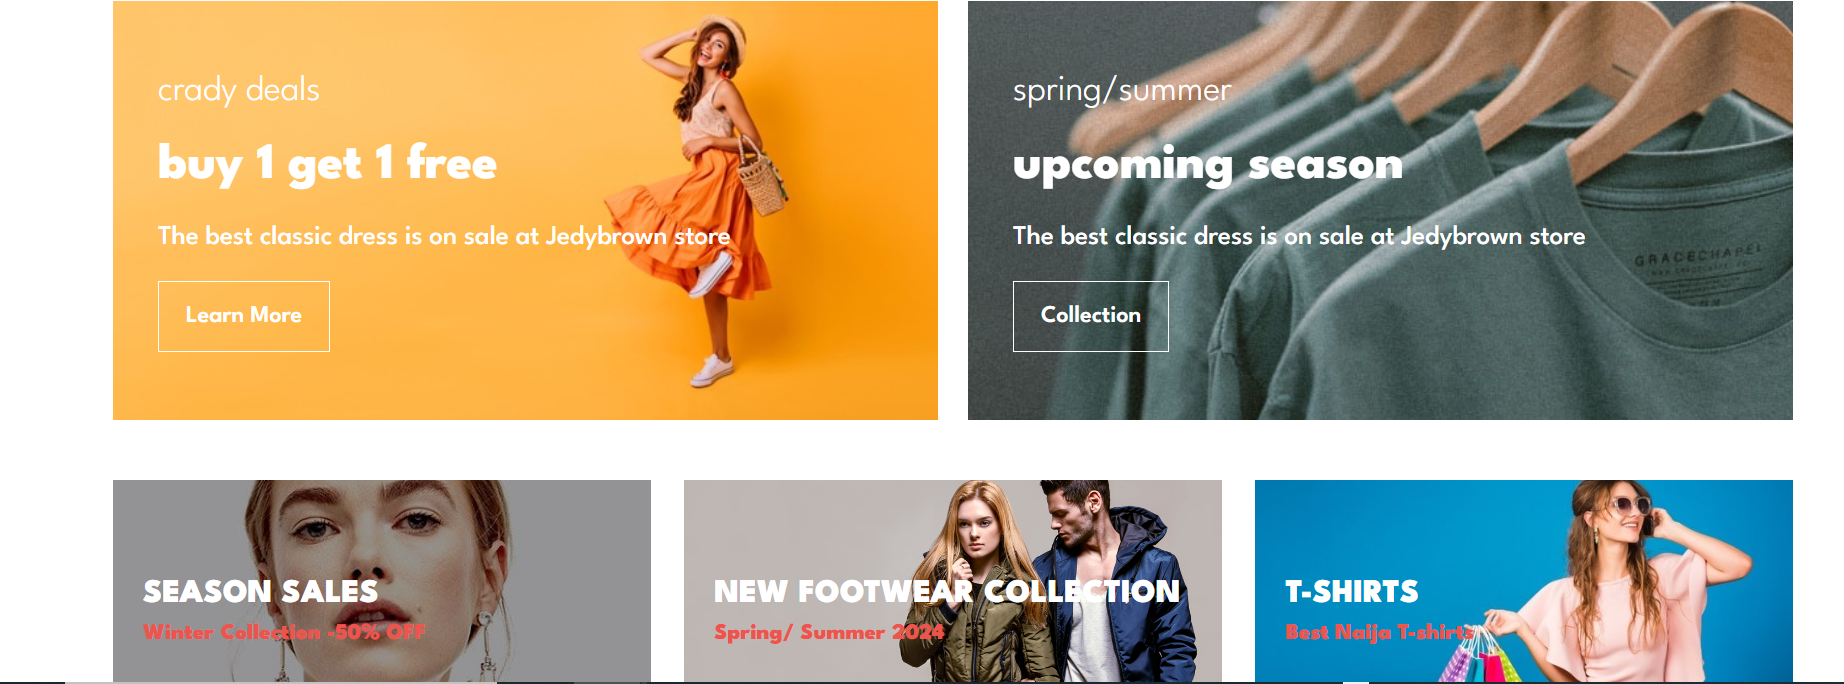 crady deals
buy 1 get 1 free
The best classic dress is on sale at Jedybrown store
Learn More
spring/summer
upcoming season
The best classic dress is on sale at Jedybrown store
Collection
GRACECHAPEL
SEASON SALES
Winter Collection -50% OFF
NEW FOOTWEAR COLLECTION
Spring/ Summer 2024
T-SHIRTS
Best Naija T-shirts